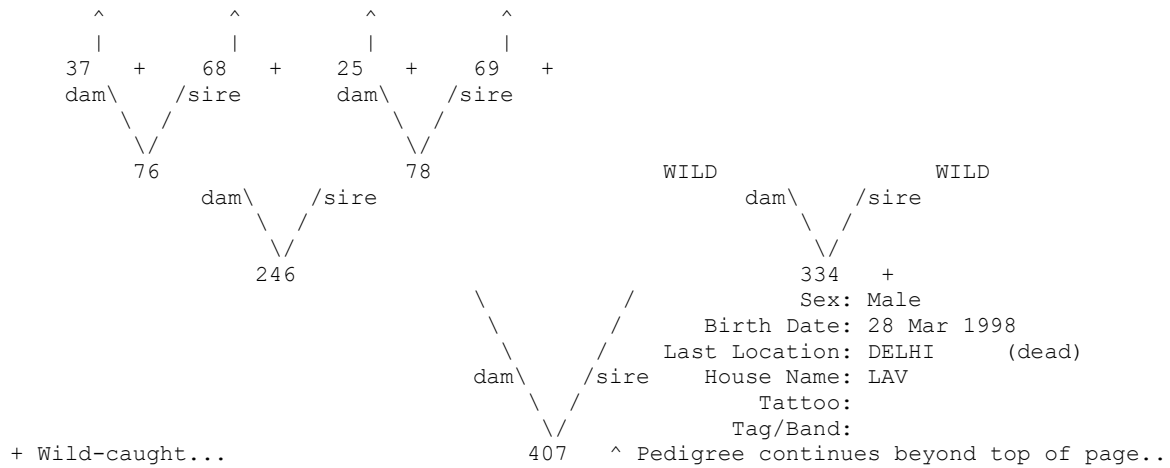 ^ ^ ^ ^
| | | |
37 + 68 + 25 + 69 +
dam\ /sire dam\ /sire
\ / \ /
\/ \/
76 78 WILD WILD
dam\ /sire dam\ /sire
\ / \ /
\/ \/
246 334 +
\ / Sex: Male
\ / Birth Date: 28 Mar 1998
\ / Last Location: DELHI (dead)
dam\ /sire House Name: LAV
\ / Tattoo:
\/ Tag/Band:
+ Wild-caught... 407 ^ Pedigree continues beyond top of page..